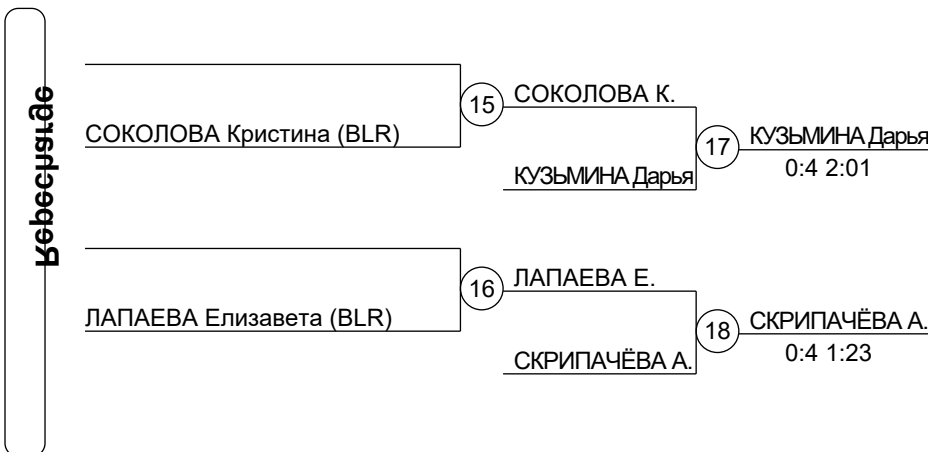 Repechsrge
СОКОЛОВА Кристина (BLR)
15
СОКОЛОВА К.
КУЗЬМИНА Дарья
17
КУЗЬМИНА Дарья
0:4 2:01
ЛАПАЕВА Елизавета (BLR)
16
ЛАПАЕВА Е.
СКРИПАЧЁВА А.
18
СКРИПАЧЁВА А.
0:4 1:23